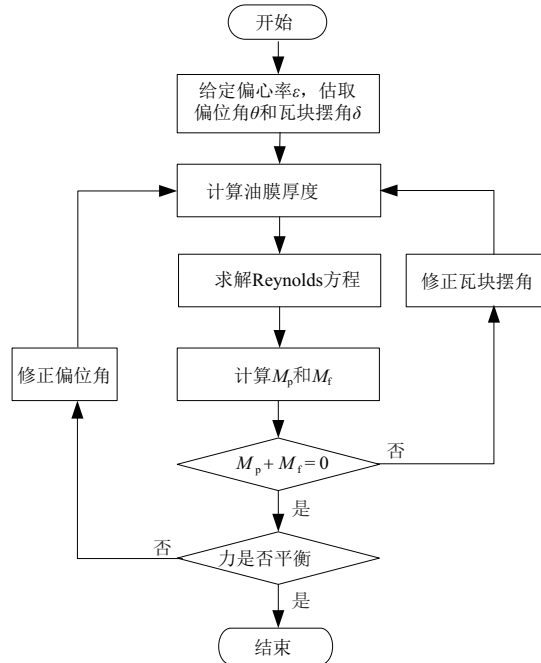 开始
给定偏心率ε，估取
偏位角θ和瓦块摆角δ
计算油膜厚度
求解Reynolds方程
修正瓦块摆角
修正偏位角
计算Mp和Mf
Mp + Mf = 0
否
是
力是否平衡
否
是
结束